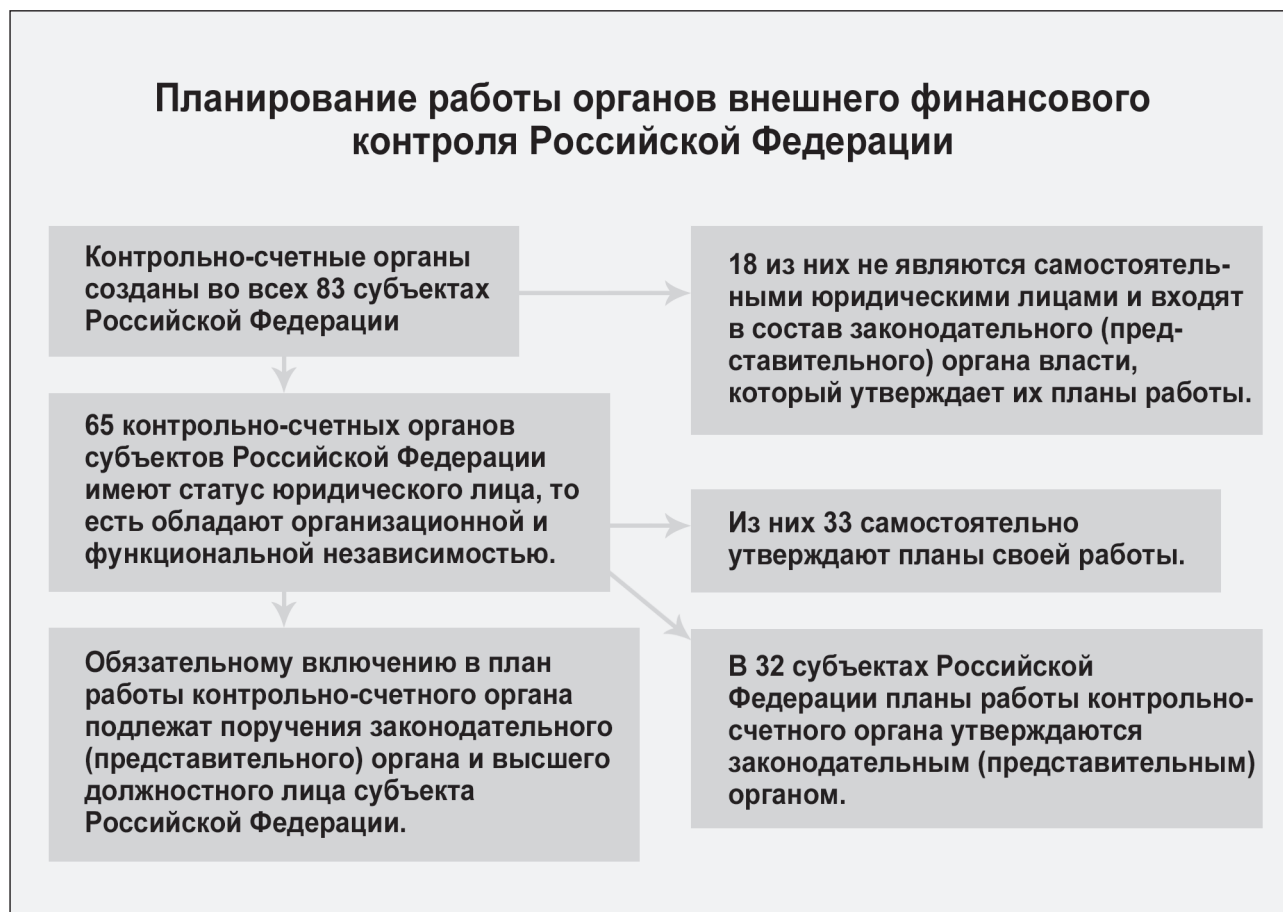 Планирование работы органов внешнего финансового
контроля Российской Федерации
Контрольно-счетные органы
созданы во всех 83 субъектах
Российской Федерации
18 из них не являются самостоятель-
ными юридическими лицами и входят
в состав законодательного (пред-
ставительного) органа власти,
который утверждает их планы работы.
65 контрольно-счетных органов
субъектов Российской Федерации
имеют статус юридического лица, то
есть обладают организационной и
функциональной независимостью.
Из них 33 самостоятельно
утверждают планы своей работы.
Обязательному включению в план
работы контрольно-счетного органа
подлежат поручения законодательного
(представительного) органа и высшего
должностного лица субъекта
Российской Федерации.
В 32 субъектах Российской
Федерации планы работы контрольно-
счетного органа утверждаются
законодательным (представительным)
органом.